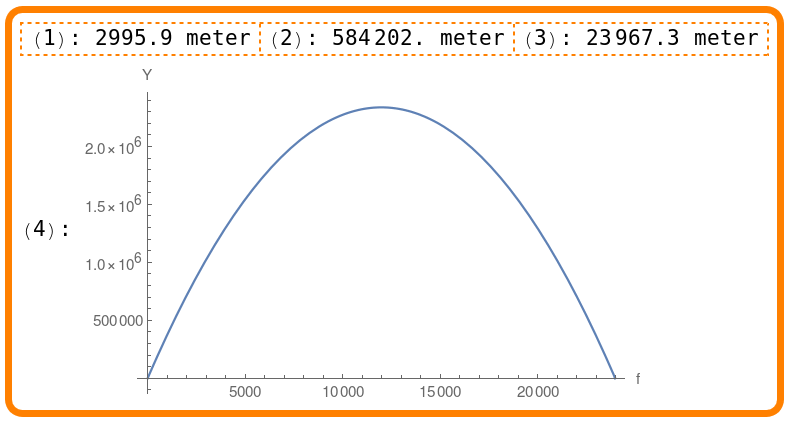 (1): 2995.9 meter (2): 584202. meter (3): 23967.3 meter
Y
2.0×10^6
1.5×10^6
(4):
1.0×10^6
500000
f
5000 10000 15000 20000